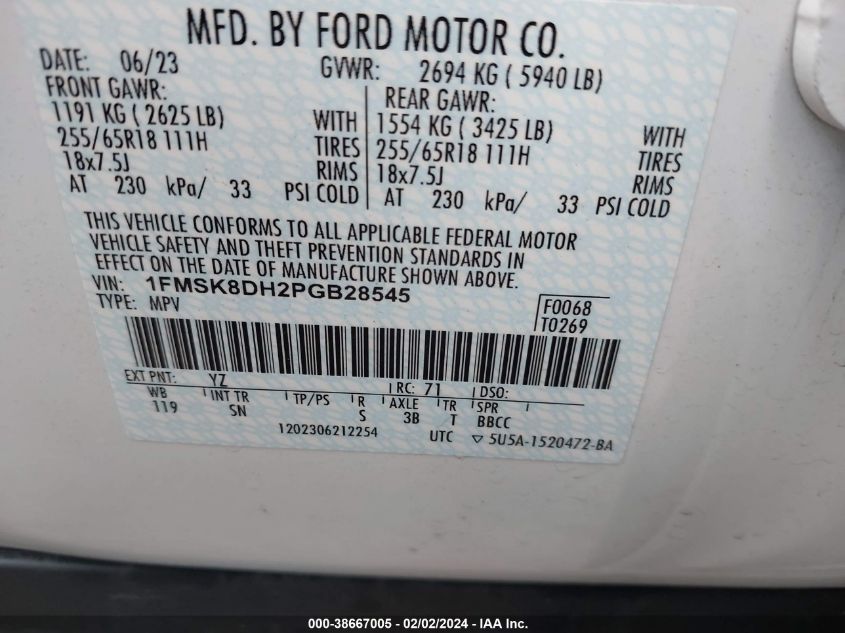 MFD. BY FORD MOTOR CO.
DATE: 06/23 GVWR: 2694 KG ( 5940 LB)
FRONT GAWR: REAR GAWR:
1191 KG ( 2625 LB) WITH 1554 KG ( 3425 LB) WITH
255/65R18 111H TIRES 255/65R18 111H TIRES
18x7.5J RIMS 18x7.5J RIMS
AT 230 kPa/ 33 PSI COLD AT 230 kPa/ 33 PSI COLD
THIS VEHICLE CONFORMS TO ALL APPLICABLE FEDERAL MOTOR
VEHICLE SAFETY AND THEFT PREVENTION STANDARDS IN
EFFECT ON THE DATE OF MANUFACTURE SHOWN ABOVE.
VIN: 1FMSK8DH2PGB28545
TYPE: MPV F0068
T0269
EXT PNT: YZ RC: 71 DSO:
WB INT TR TP/PS R AXLE TR SPR
119 SN S 3B T BBCC
1202306212254 UTC ▽ 5U5A-1520472-BA
000-38667005 - 02/02/2024 - IAA Inc.